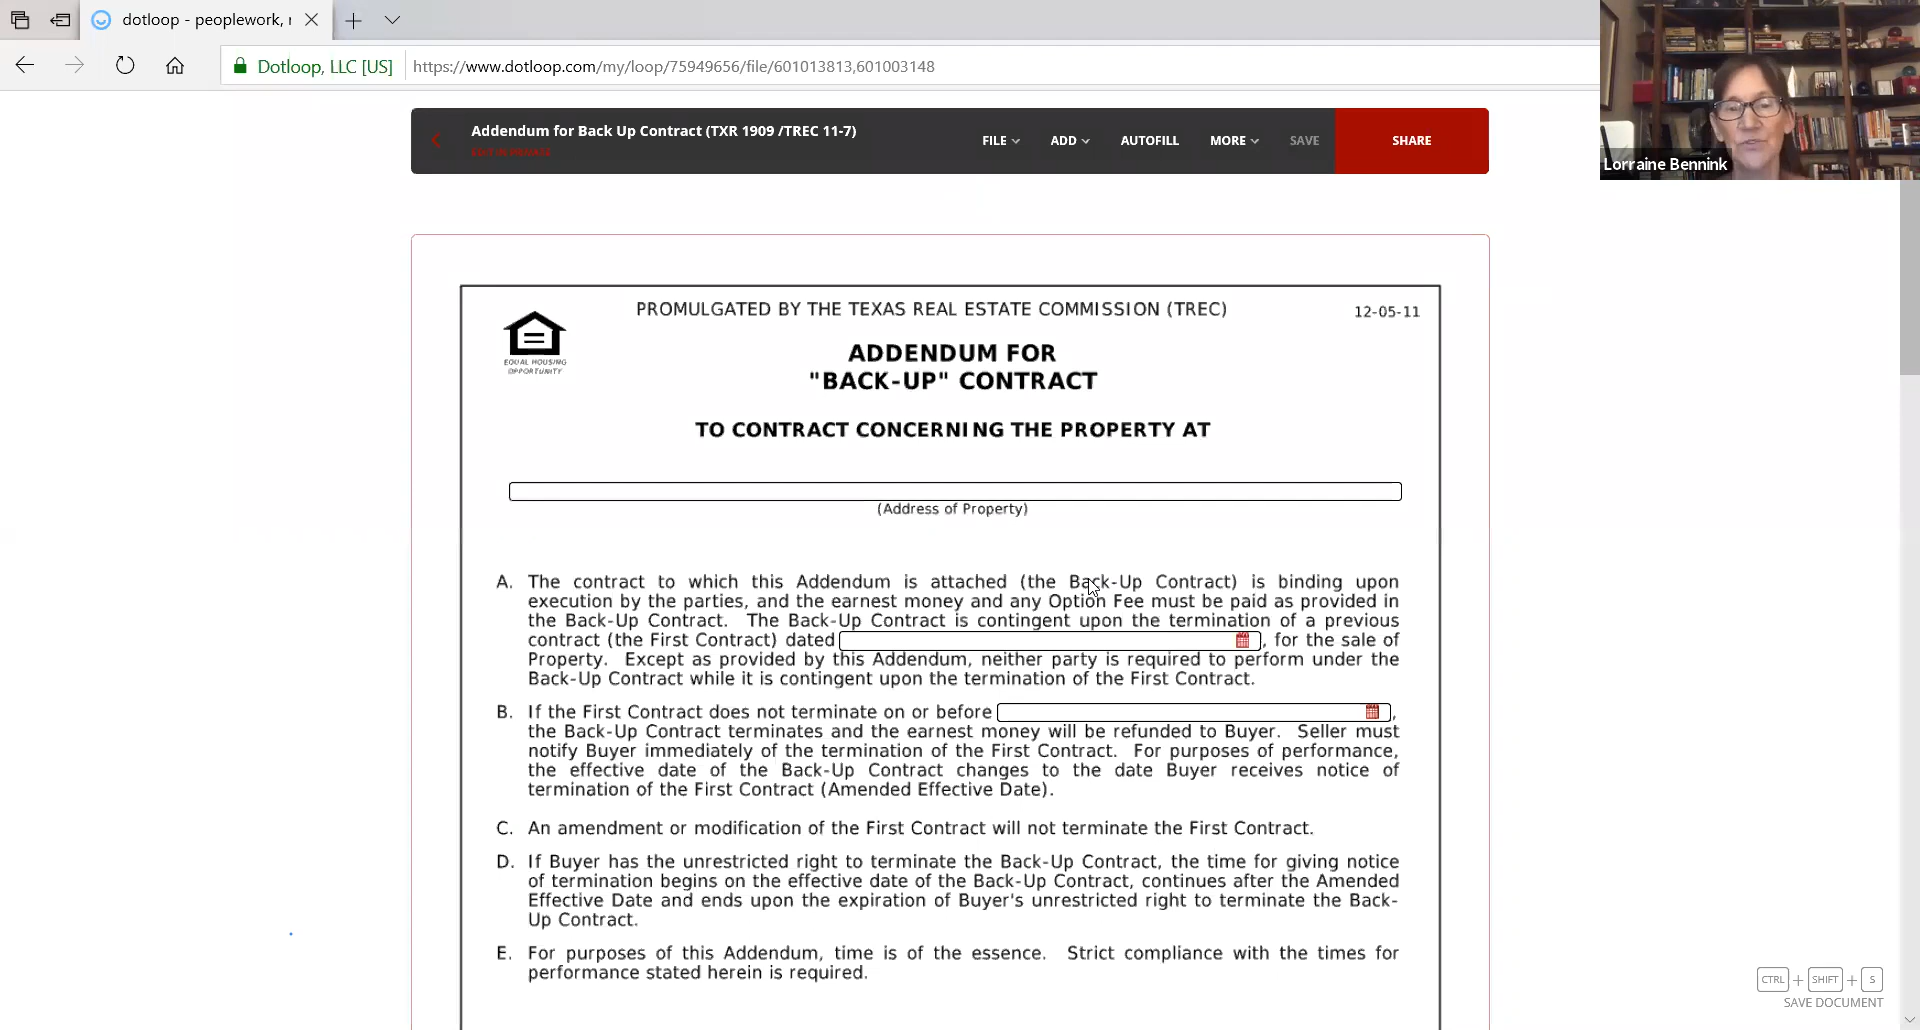 dotloop - peoplework, r
Dotloop, LLC [US]
https://www.dotloop.com/my/loop/75949656/file/601013813,601003148
Lorraine Bennink
Addendum for Back Up Contract (TXR 1909 /TREC 11-7)
EDIT IN PRIVATE
FILE
ADD
AUTOFILL
MORE
SAVE
SHARE
PROMULGATED BY THE TEXAS REAL ESTATE COMMISSION (TREC)
12-05-11
EQUAL HOUSING
OPPORTUNITY
ADDENDUM FOR
"BACK-UP" CONTRACT
TO CONTRACT CONCERNING THE PROPERTY AT
(Address of Property)
A. The contract to which this Addendum is attached (the Back-Up Contract) is binding upon
execution by the parties, and the earnest money and any Option Fee must be paid as provided in
the Back-Up Contract. The Back-Up Contract is contingent upon the termination of a previous
contract (the First Contract) dated , for the sale of
Property. Except as provided by this Addendum, neither party is required to perform under the
Back-Up Contract while it is contingent upon the termination of the First Contract.
B. If the First Contract does not terminate on or before ,
the Back-Up Contract terminates and the earnest money will be refunded to Buyer. Seller must
notify Buyer immediately of the termination of the First Contract. For purposes of performance,
the effective date of the Back-Up Contract changes to the date Buyer receives notice of
termination of the First Contract (Amended Effective Date).
C. An amendment or modification of the First Contract will not terminate the First Contract.
D. If Buyer has the unrestricted right to terminate the Back-Up Contract, the time for giving notice
of termination begins on the effective date of the Back-Up Contract, continues after the Amended
Effective Date and ends upon the expiration of Buyer's unrestricted right to terminate the Back-
Up Contract.
E. For purposes of this Addendum, time is of the essence. Strict compliance with the times for
performance stated herein is required.
CTRL + SHIFT + S
SAVE DOCUMENT